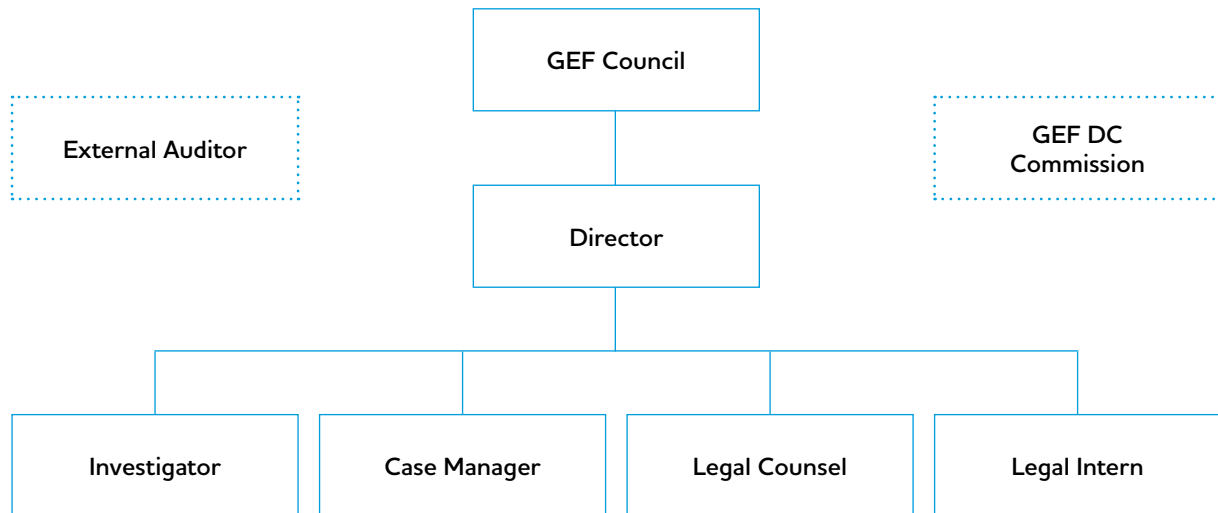 GEF Council
External Auditor
GEF DC
Commission
Director
Investigator
Case Manager
Legal Counsel
Legal Intern